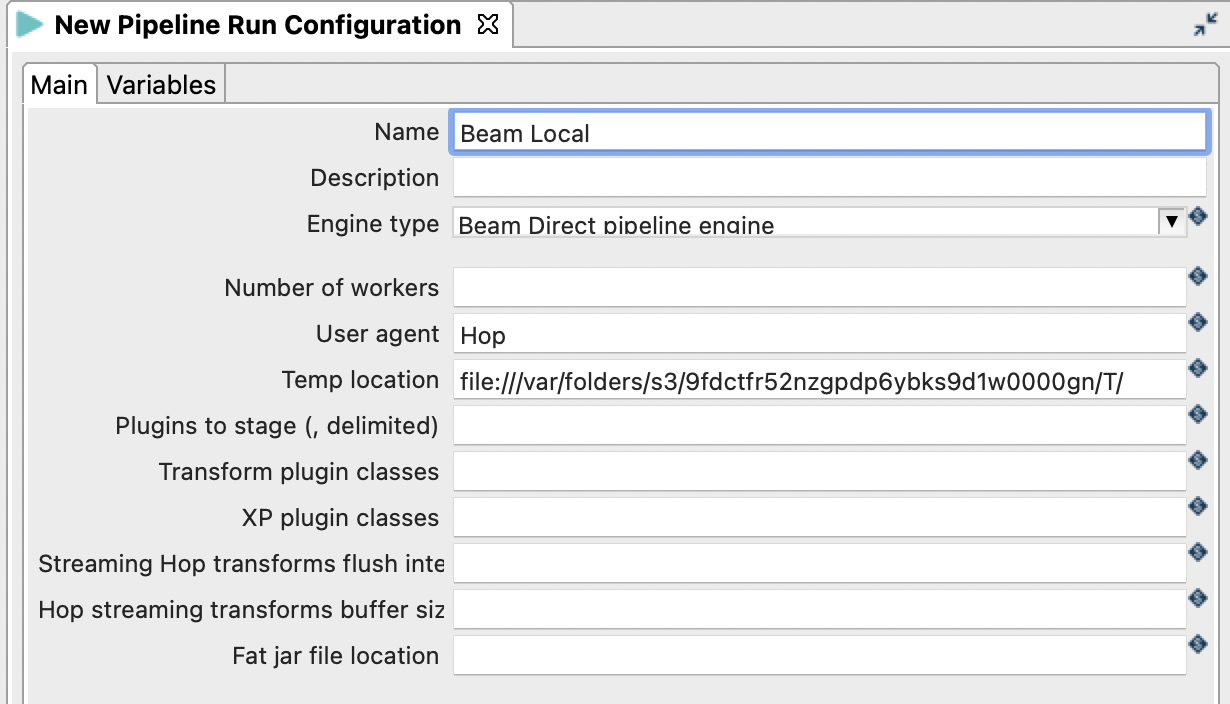 New Pipeline Run Configuration
Main Variables
Name Beam Local
Description
Engine type Beam Direct pipeline engine
Number of workers
User agent Hop
Temp location file:///var/folders/s3/9fdctfr52nzgpdp6ybks9d1w0000gn/T/
Plugins to stage (, delimited)
Transform plugin classes
XP plugin classes
Streaming Hop transforms flush inte
Hop streaming transforms buffer siz
Fat jar file location